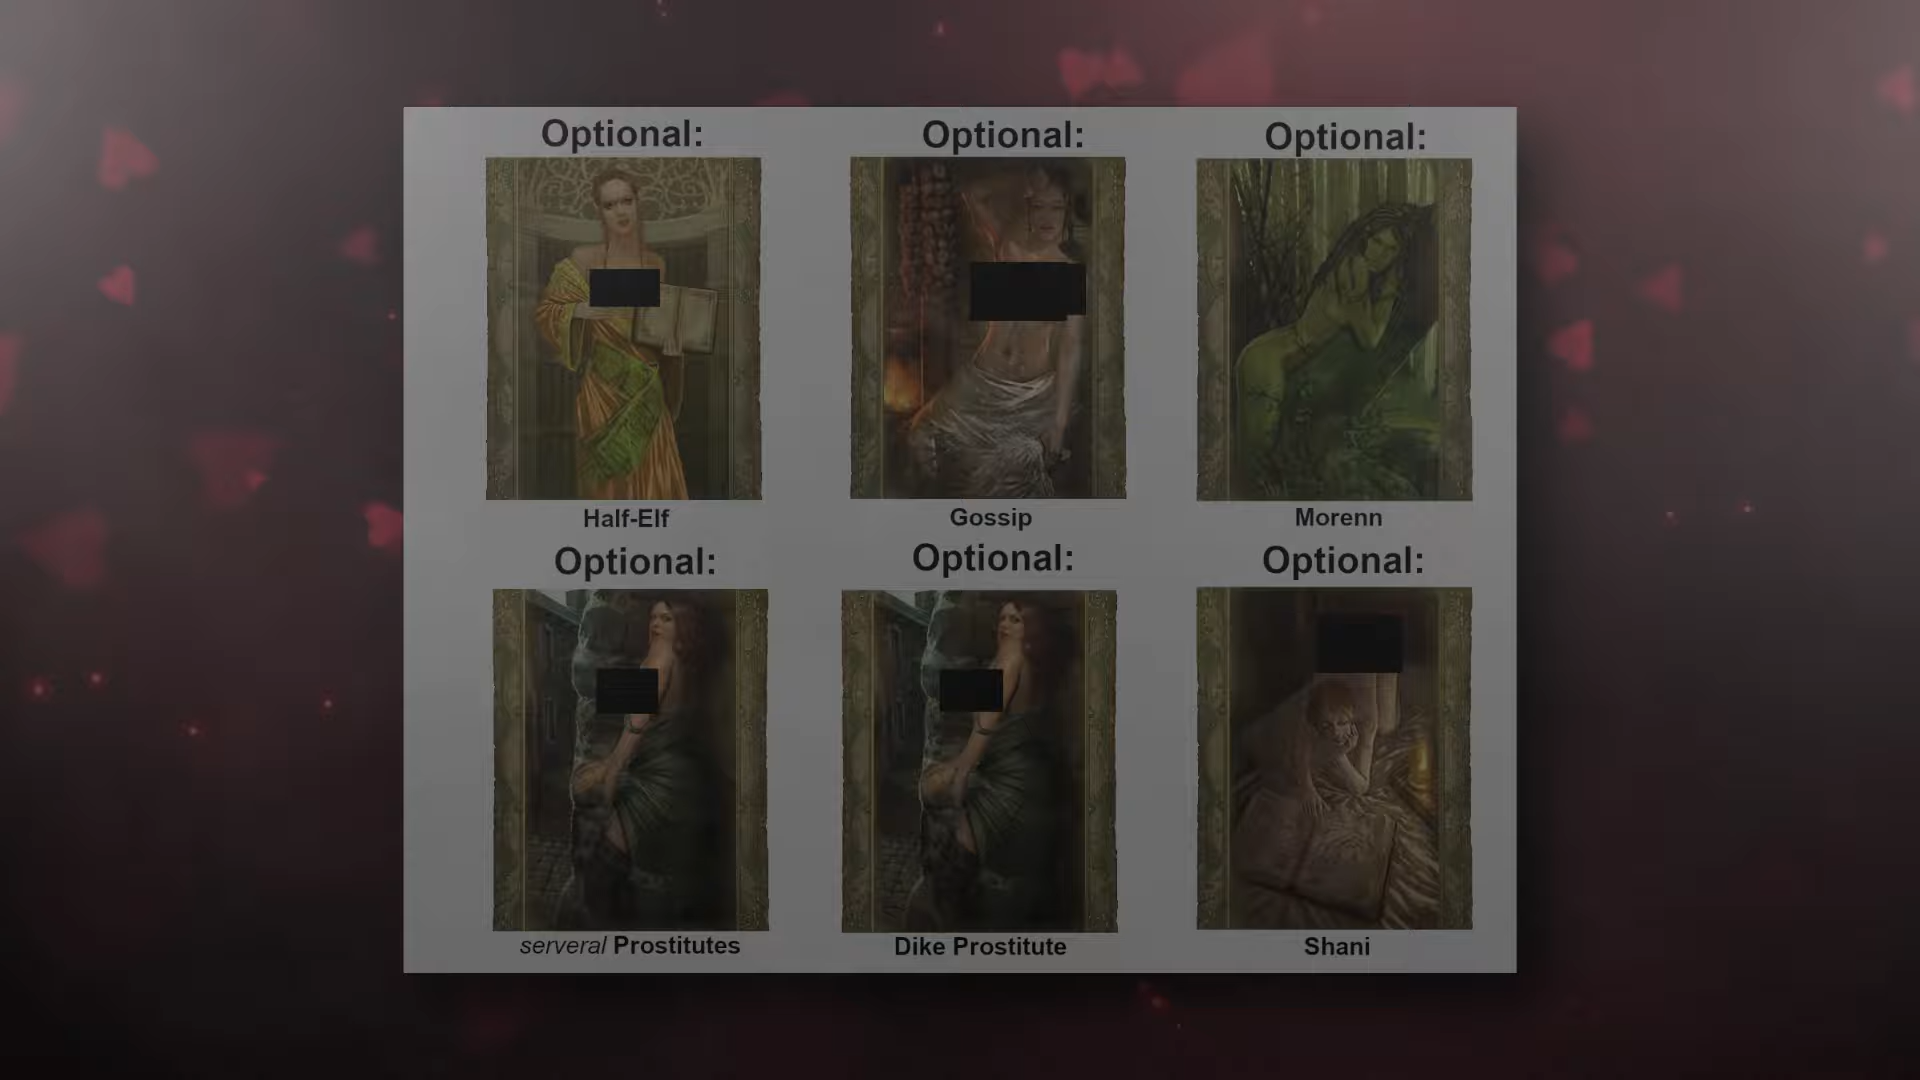 Optional: Optional: Optional:
Half-Elf Gossip Morenn
Optional: Optional: Optional:
serveral Prostitutes Dike Prostitute Shani